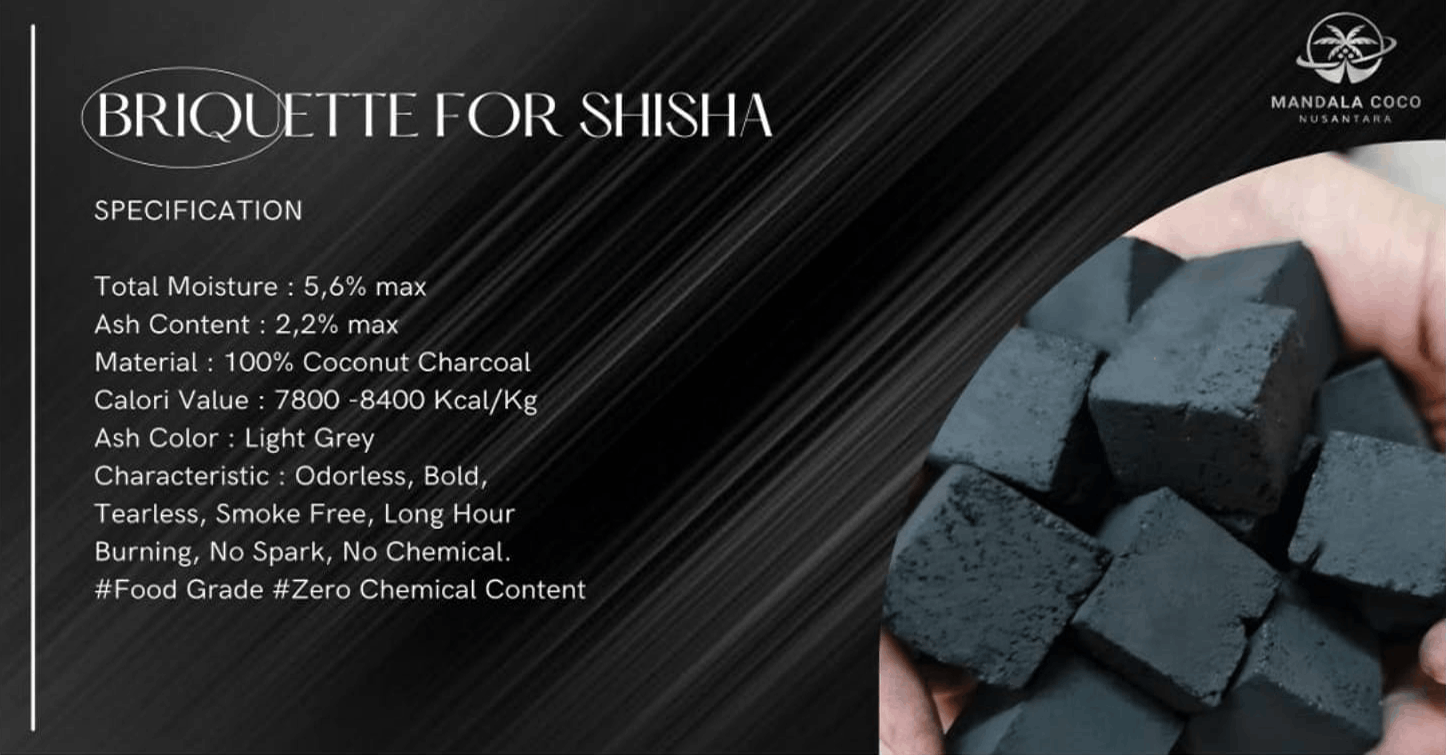 BRIQUETTE FOR SHISHA
MANDALA COCO
NUSANTARA
SPECIFICATION
Total Moisture : 5,6% max
Ash Content : 2,2% max
Material : 100% Coconut Charcoal
Calori Value : 7800 -8400 Kcal/Kg
Ash Color : Light Grey
Characteristic : Odorless, Bold,
Tearless, Smoke Free, Long Hour
Burning, No Spark, No Chemical.
#Food Grade #Zero Chemical Content